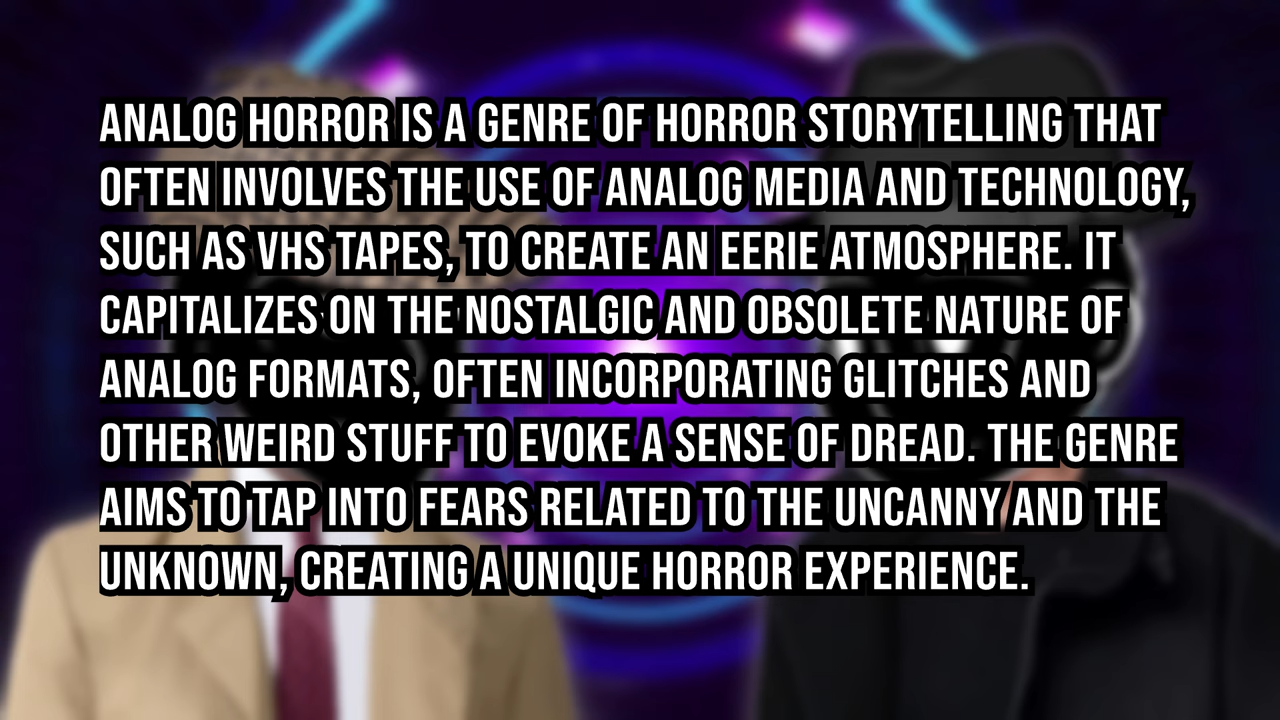 ANALOG HORROR IS A GENRE OF HORROR STORYTELLING THAT
OFTEN INVOLVES THE USE OF ANALOG MEDIA AND TECHNOLOGY,
SUCH AS VHS TAPES, TO CREATE AN EERIE ATMOSPHERE. IT
CAPITALIZES ON THE NOSTALGIC AND OBSOLETE NATURE OF
ANALOG FORMATS, OFTEN INCORPORATING GLITCHES AND
OTHER WEIRD STUFF TO EVOKE A SENSE OF DREAD. THE GENRE
AIMS TO TAP INTO FEARS RELATED TO THE UNCANNY AND THE
UNKNOWN, CREATING A UNIQUE HORROR EXPERIENCE.